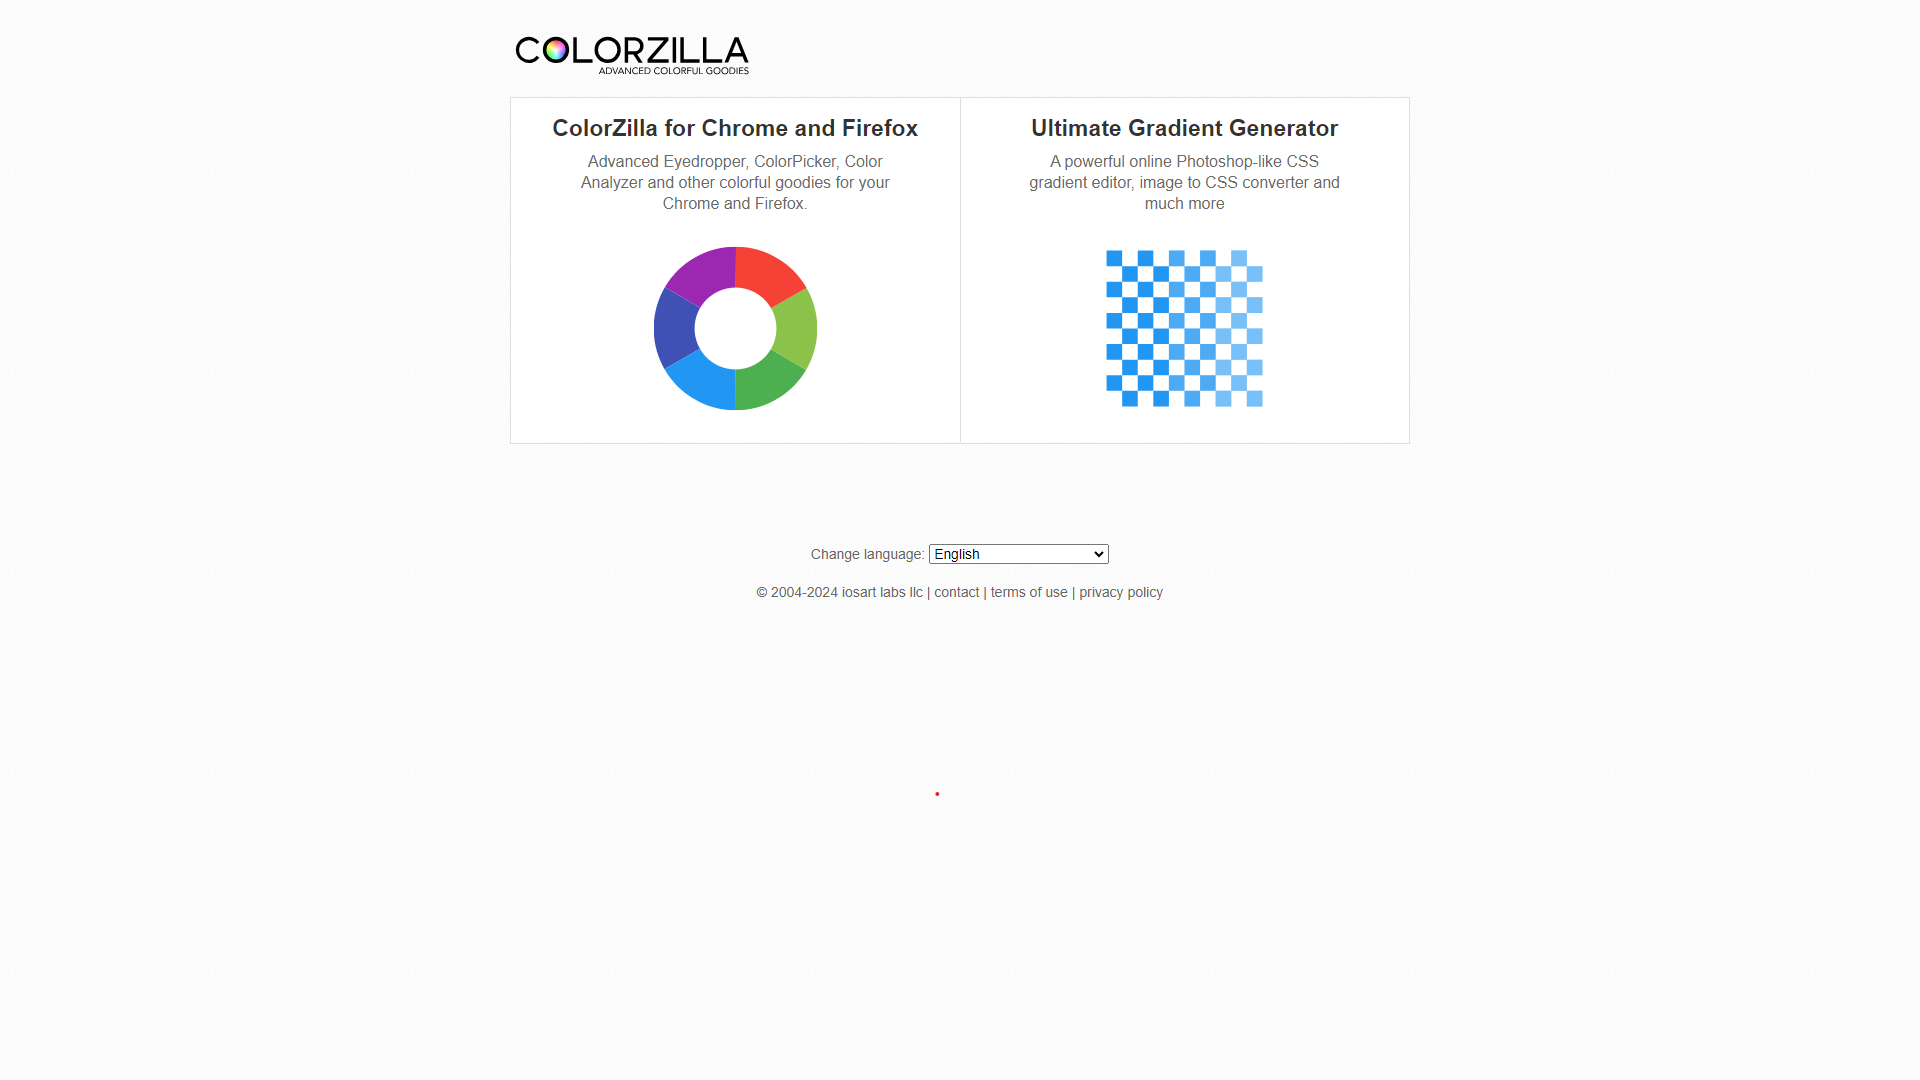 COLORZILLA
ADVANCED COLORFUL GOODIES
ColorZilla for Chrome and Firefox
Advanced Eyedropper, ColorPicker, Color
Analyzer and other colorful goodies for your
Chrome and Firefox.
Ultimate Gradient Generator
A powerful online Photoshop-like CSS
gradient editor, image to CSS converter and
much more
Change language: English
© 2004-2024 iosart labs llc | contact | terms of use | privacy policy